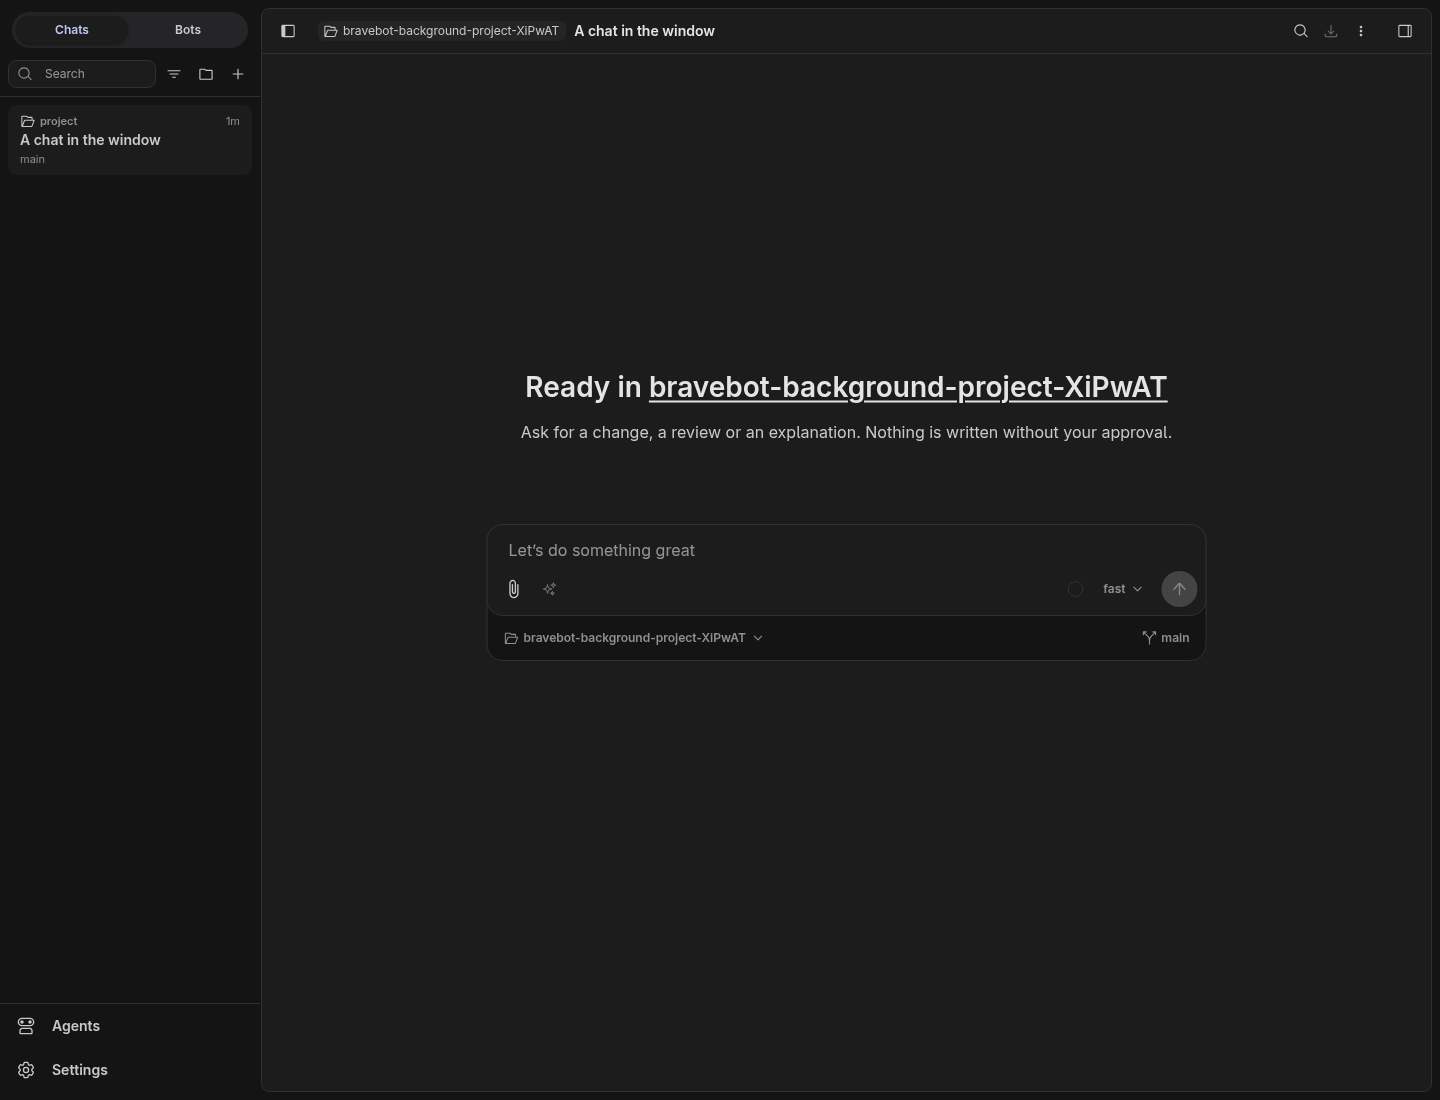 Chats
Bots
Search
project
1m
A chat in the window
main
bravebot-background-project-XiPwAT
A chat in the window
Ready in bravebot-background-project-XiPwAT
Ask for a change, a review or an explanation. Nothing is written without your approval.
Let’s do something great
fast
bravebot-background-project-XiPwAT
main
Agents
Settings